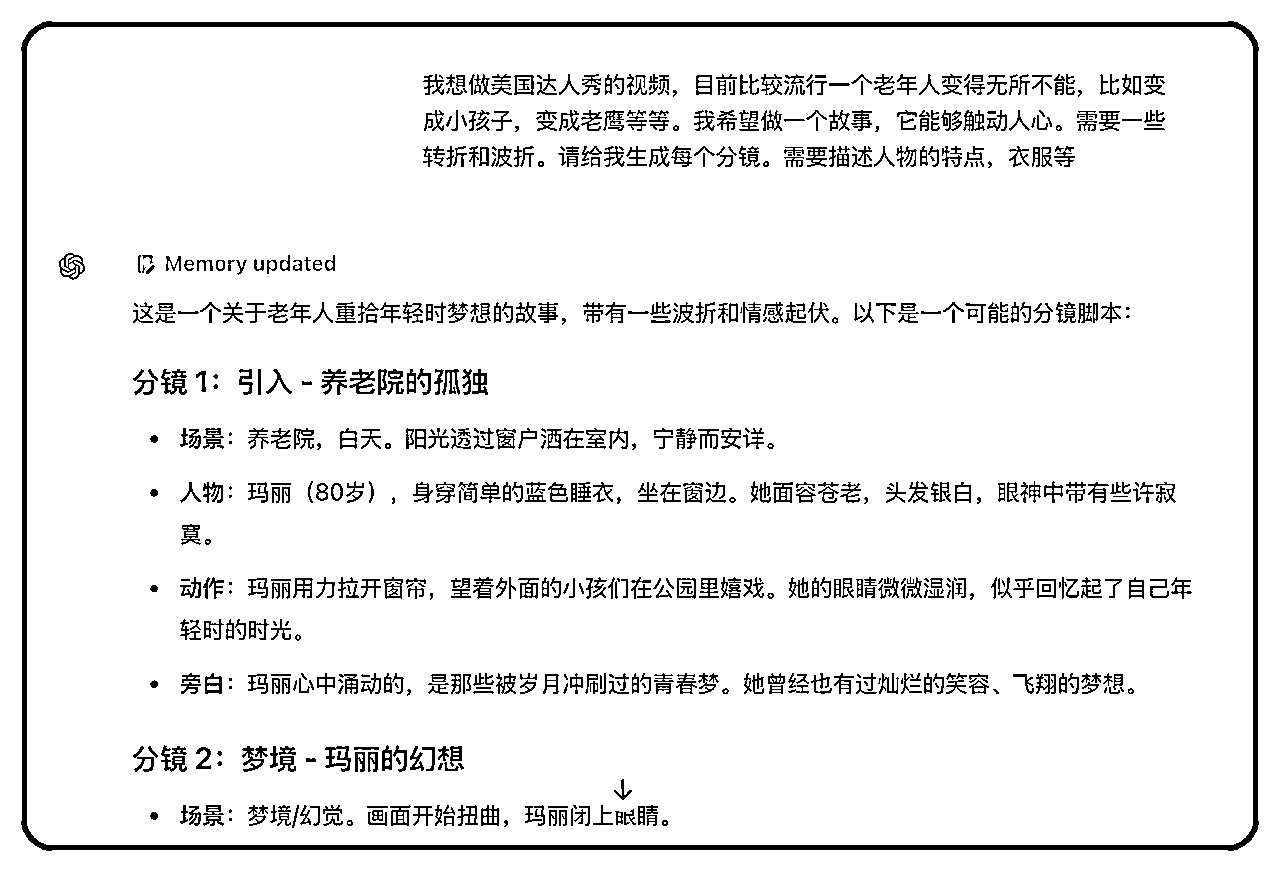 我想做美国达人秀的视频，目前比较流行一个老年人变得无所不能，比如变
成小孩子，变成老鹰等等。我希望做一个故事，它能够触动人心。需要一些
转折和波折。请给我生成每个分镜。需要描述人物的特点，衣服等
Memory updated
这是一个关于老年人重拾年轻时梦想的故事，带有一些波折和情感起伏。以下是一个可能的分镜脚本：
分镜 1：引入 - 养老院的孤独
• 场景：养老院，白天。阳光透过窗户洒在室内，宁静而安详。
• 人物：玛丽（80岁），身穿简单的蓝色睡衣，坐在窗边。她面容苍老，头发银白，眼神中带有些许寂
寞。
• 动作：玛丽用力拉开窗帘，望着外面的小孩们在公园里嬉戏。她的眼睛微微湿润，似乎回忆起了自己年
轻时的时光。
• 旁白：玛丽心中涌动的，是那些被岁月冲刷过的青春梦。她曾经也有过灿烂的笑容、飞翔的梦想。
分镜 2：梦境 - 玛丽的幻想
• 场景：梦境/幻觉。画面开始扭曲，玛丽闭上眼睛。